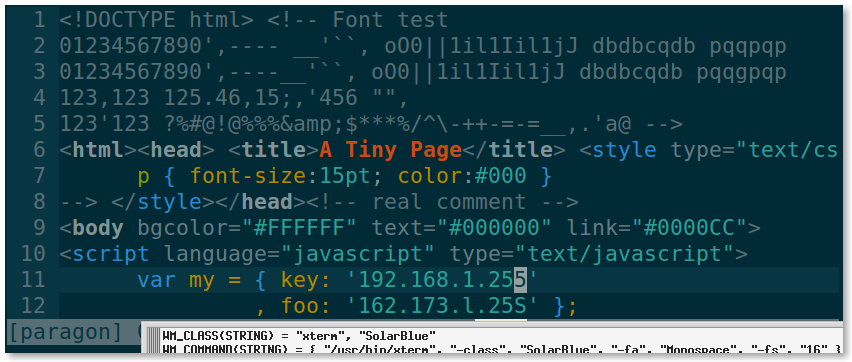 1 <!DOCTYPE html> <!-- Font test
2 01234567890',---- __'``, oO0||1il1Iil1jJ dbdbcqdb pqqpqp
3 01234567890',----__'``, oO0||1il1Iil1jJ dbdbcqdb pqqgpqp
4 123,123 125.46,15;,'456 "",
5 123'123 ?%#@!@%%%&amp;$***%/^\-++-=-=__,.'a@ -->
6 <html><head> <title>A Tiny Page</title> <style type="text/cs
7 p { font-size:15pt; color:#000 }
8 --> </style></head><!-- real comment -->
9 <body bgcolor="#FFFFFF" text="#000000" link="#0000CC">
10 <script language="javascript" type="text/javascript">
11 var my = { key: '192.168.1.255'
12 , foo: '162.173.l.25S' };
[paragon]
WM_CLASS(STRING) = "xterm", "SolarBlue"
WM_COMMAND(STRING) = { "/usr/bin/xterm", "-class", "SolarBlue", "-fa", "Monospace", "-fs", "16" }